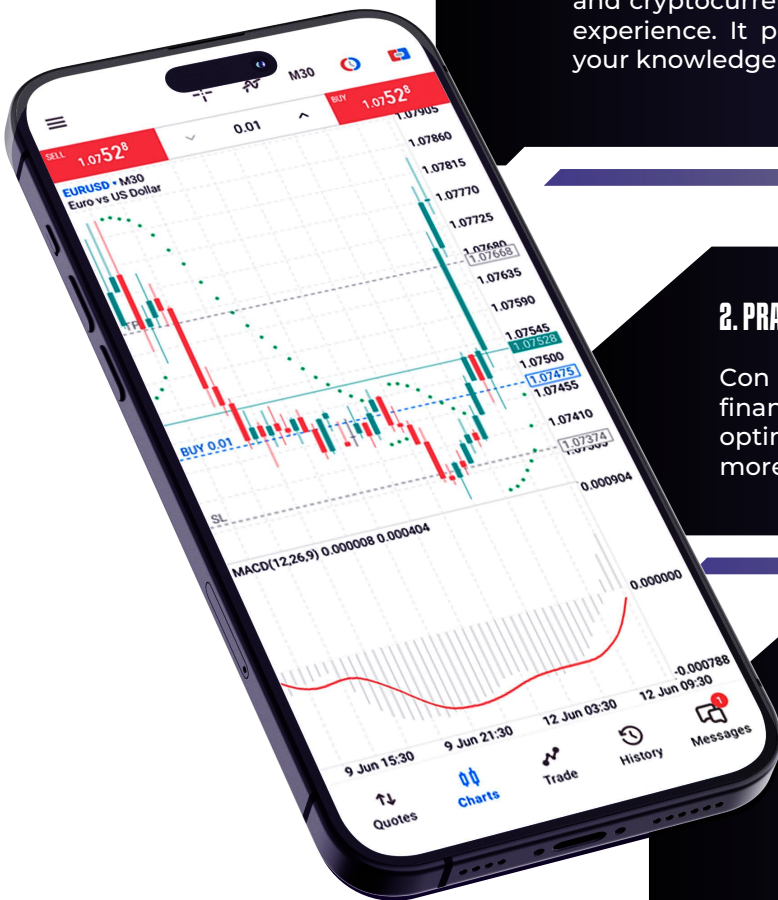 and cryptocurre
experience. It p
your knowledge
M30
SELL 1.07528
0.01
BUY 1.07528
EURUSD • M30
Euro vs US Dollar
1.07905
1.07860
1.07815
1.07770
1.07725
1.07680
1.07668
1.07635
1.07590
1.07545
1.07528
1.07500
1.07475
1.07455
1.07410
1.07374
TP
BUY 0.01
SL
MACD(12,26,9) 0.000008 0.000404
0.000904
0.000000
-0.000788
9 Jun 15:30
9 Jun 21:30
12 Jun 03:30
12 Jun 09:30
Quotes
Charts
Trade
History
1
Messages
2. PRA
Con
finan
optin
more